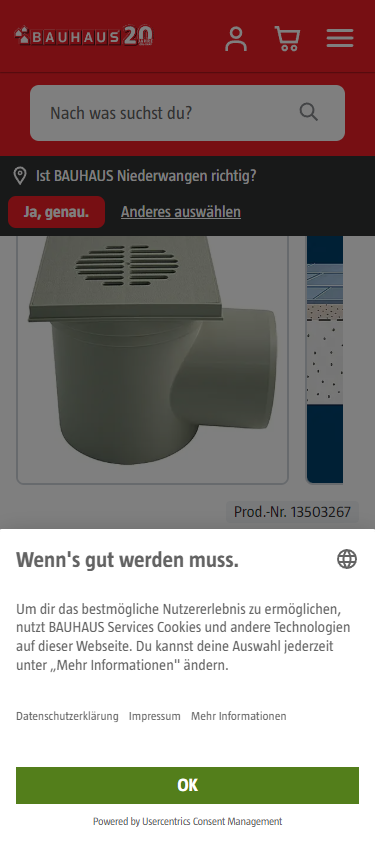 BAUHAUS 20
Nach was suchst du?
Ist BAUHAUS Niederwangen richtig?
Ja, genau. Anderes auswählen
Prod.-Nr. 13503267
Wenn's gut werden muss.
Um dir das bestmögliche Nutzererlebnis zu ermöglichen,
nutzt BAUHAUS Services Cookies und andere Technologien
auf dieser Webseite. Du kannst deine Auswahl jederzeit
unter „Mehr Informationen" ändern.
Datenschutzerklärung Impressum Mehr Informationen
OK
Powered by Usercentrics Consent Management